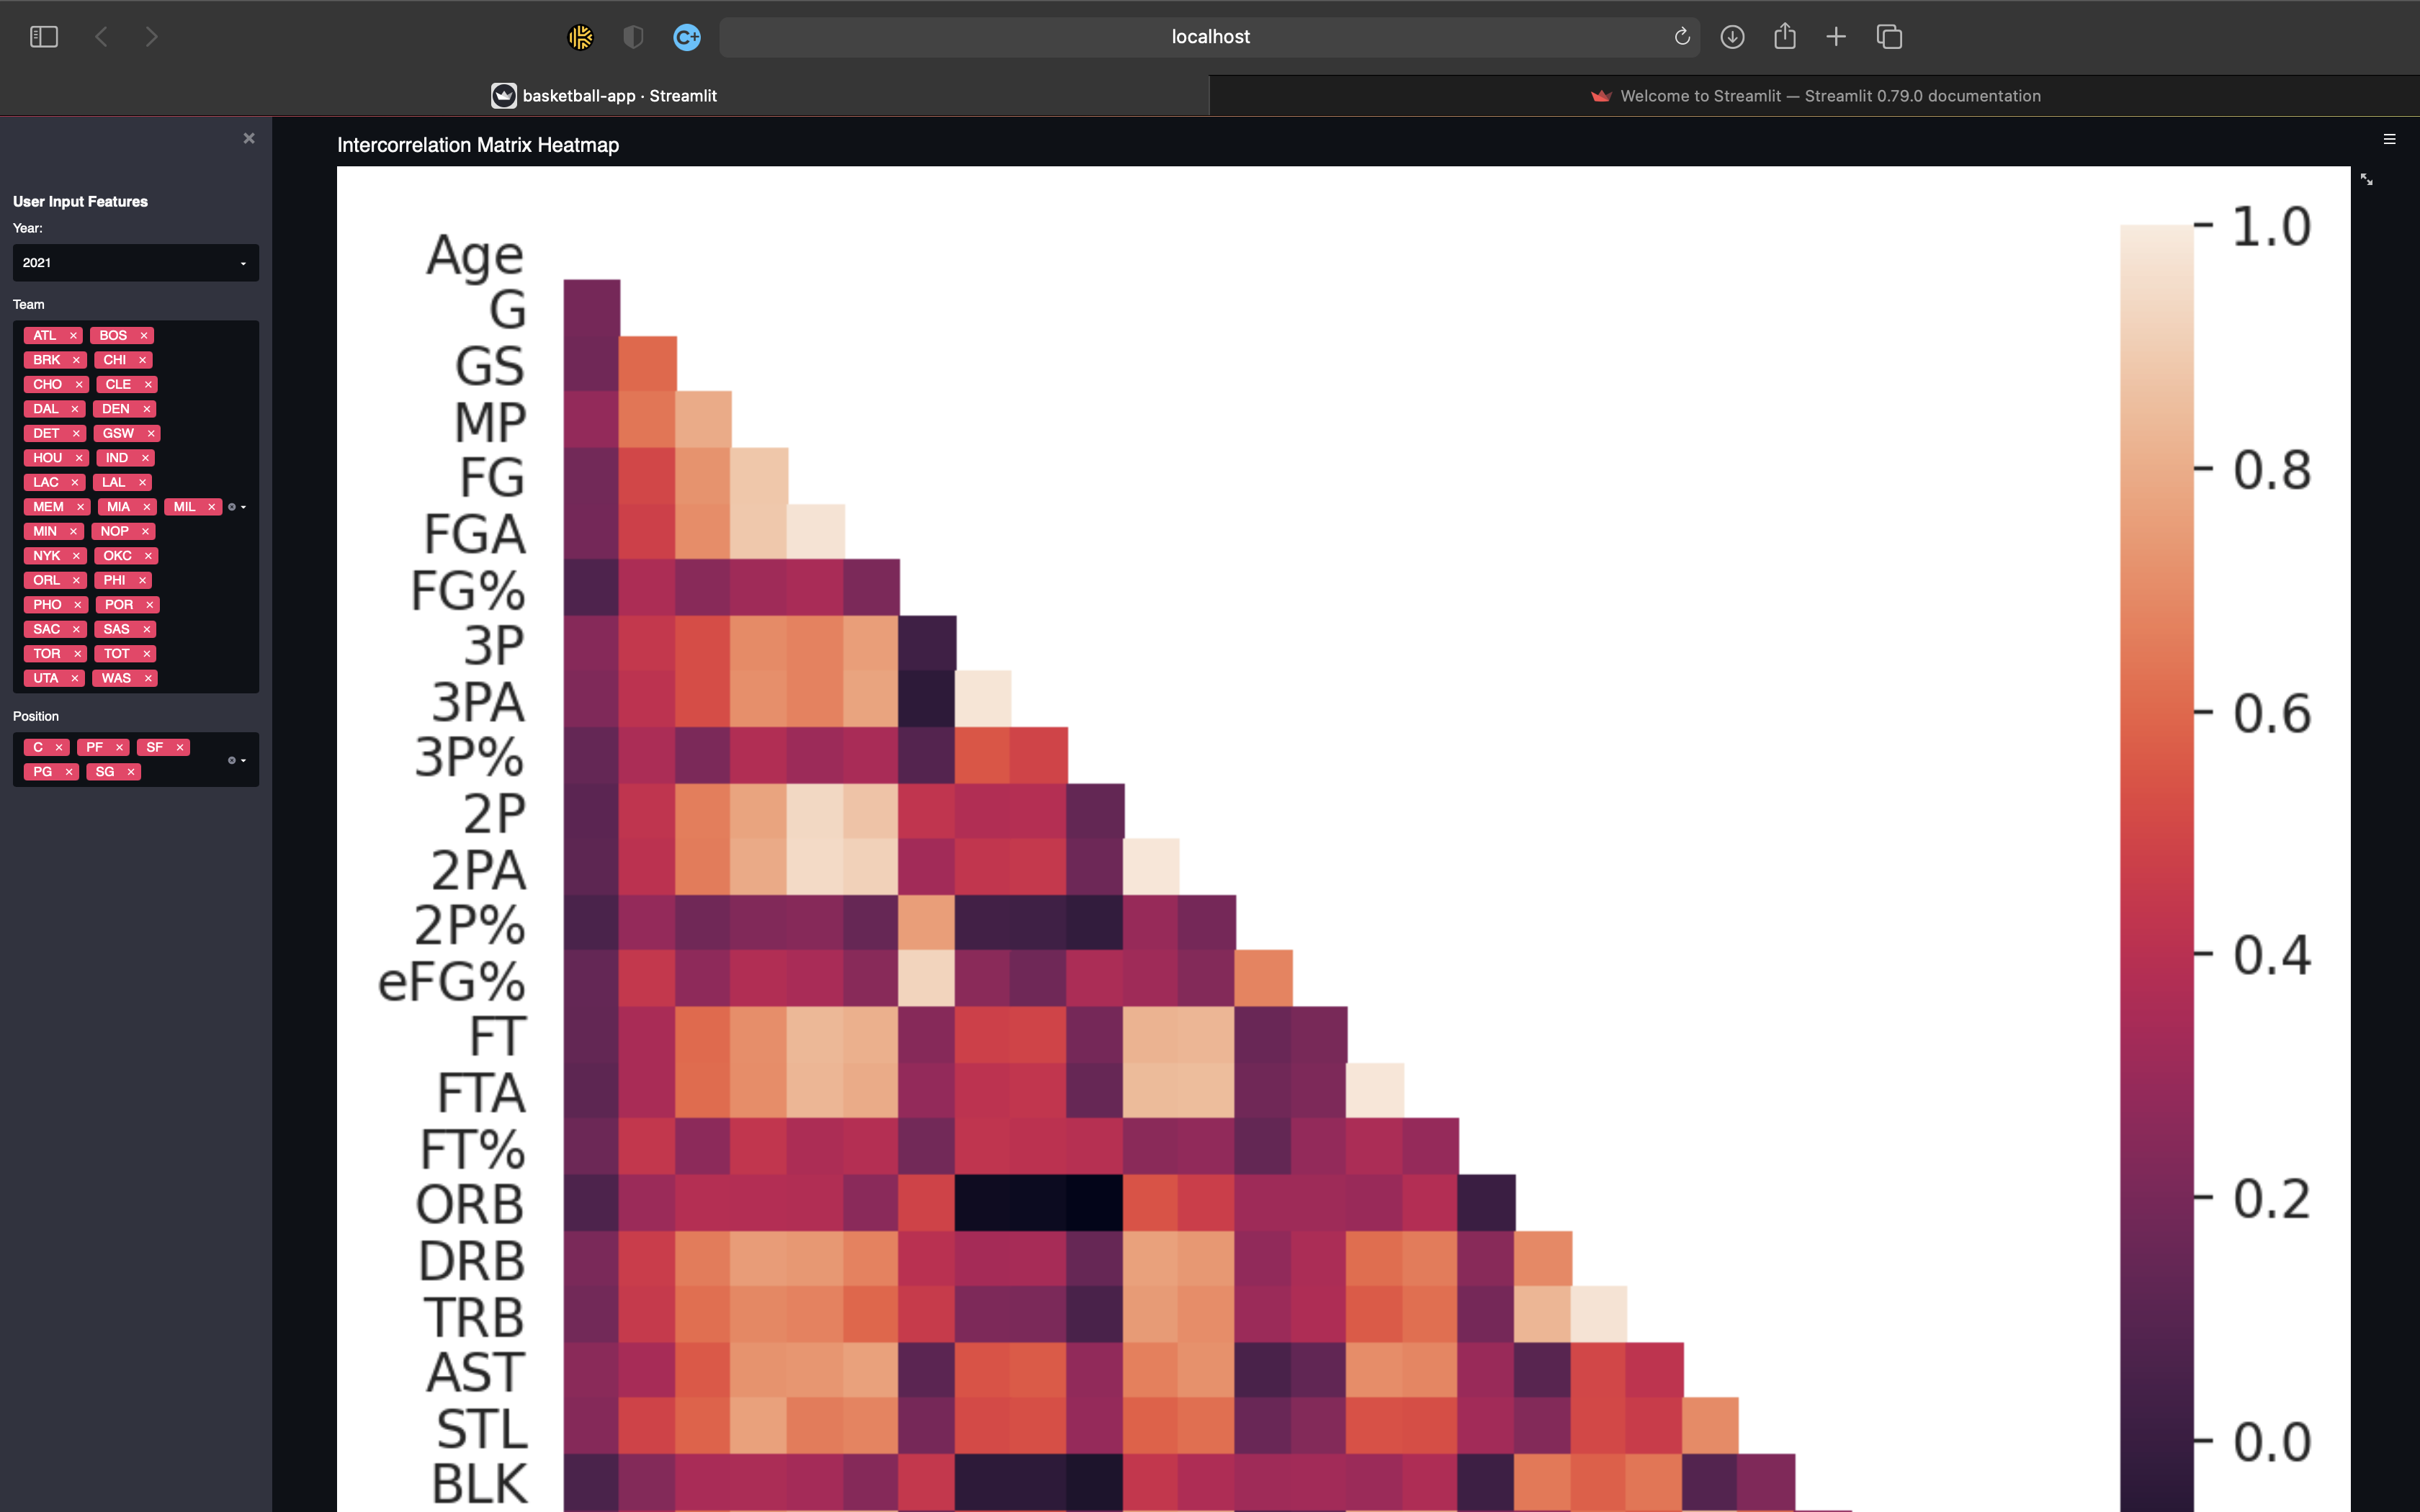 localhost
basketball-app · Streamlit
Welcome to Streamlit — Streamlit 0.79.0 documentation
Intercorrelation Matrix Heatmap
User Input Features
Year:
2021
Team
ATL × BOS ×
BRK × CHI ×
CHO × CLE ×
DAL × DEN ×
DET × GSW ×
HOU × IND ×
LAC × LAL ×
MEM × MIA × MIL ×
MIN × NOP ×
NYK × OKC ×
ORL × PHI ×
PHO × POR ×
SAC × SAS ×
TOR × TOT ×
UTA × WAS ×
Position
C × PF × SF ×
PG × SG ×
Age
G
GS
MP
FG
FGA
FG%
3P
3PA
3P%
2P
2PA
2P%
eFG%
FT
FTA
FT%
ORB
DRB
TRB
AST
STL
BLK
1.0
0.8
0.6
0.4
0.2
0.0